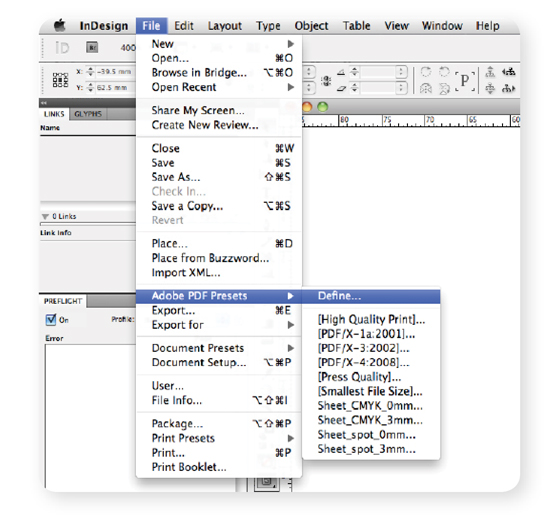 InDesign File Edit Layout Type Object Table View Window Help
Br 400
X: -39.5 mm
Y: 62.5 mm
P
LINKS GLYPHS
Name
0 Links
Link Info
PREFLIGHT
On Profile:
Error
New
Open... ⌘O
Browse in Bridge... ⌥⌘O
Open Recent
Share My Screen...
Create New Review...
Close ⌘W
Save ⌘S
Save As... ⇧⌘S
Check In...
Save a Copy... ⌥⌘S
Revert
Place... ⌘D
Place from Buzzword...
Import XML...
Adobe PDF Presets
Export... ⌘E
Export for
Document Presets
Document Setup... ⌥⌘P
User...
File Info... ⌥⇧⌘I
Package... ⌥⇧⌘P
Print Presets
Print... ⌘P
Print Booklet...
80 75 70 65 60
Define...
[High Quality Print]...
[PDF/X-1a:2001]...
[PDF/X-3:2002]...
[PDF/X-4:2008]...
[Press Quality]...
[Smallest File Size]...
Sheet_CMYK_0mm...
Sheet_CMYK_3mm...
Sheet_spot_0mm...
Sheet_spot_3mm...